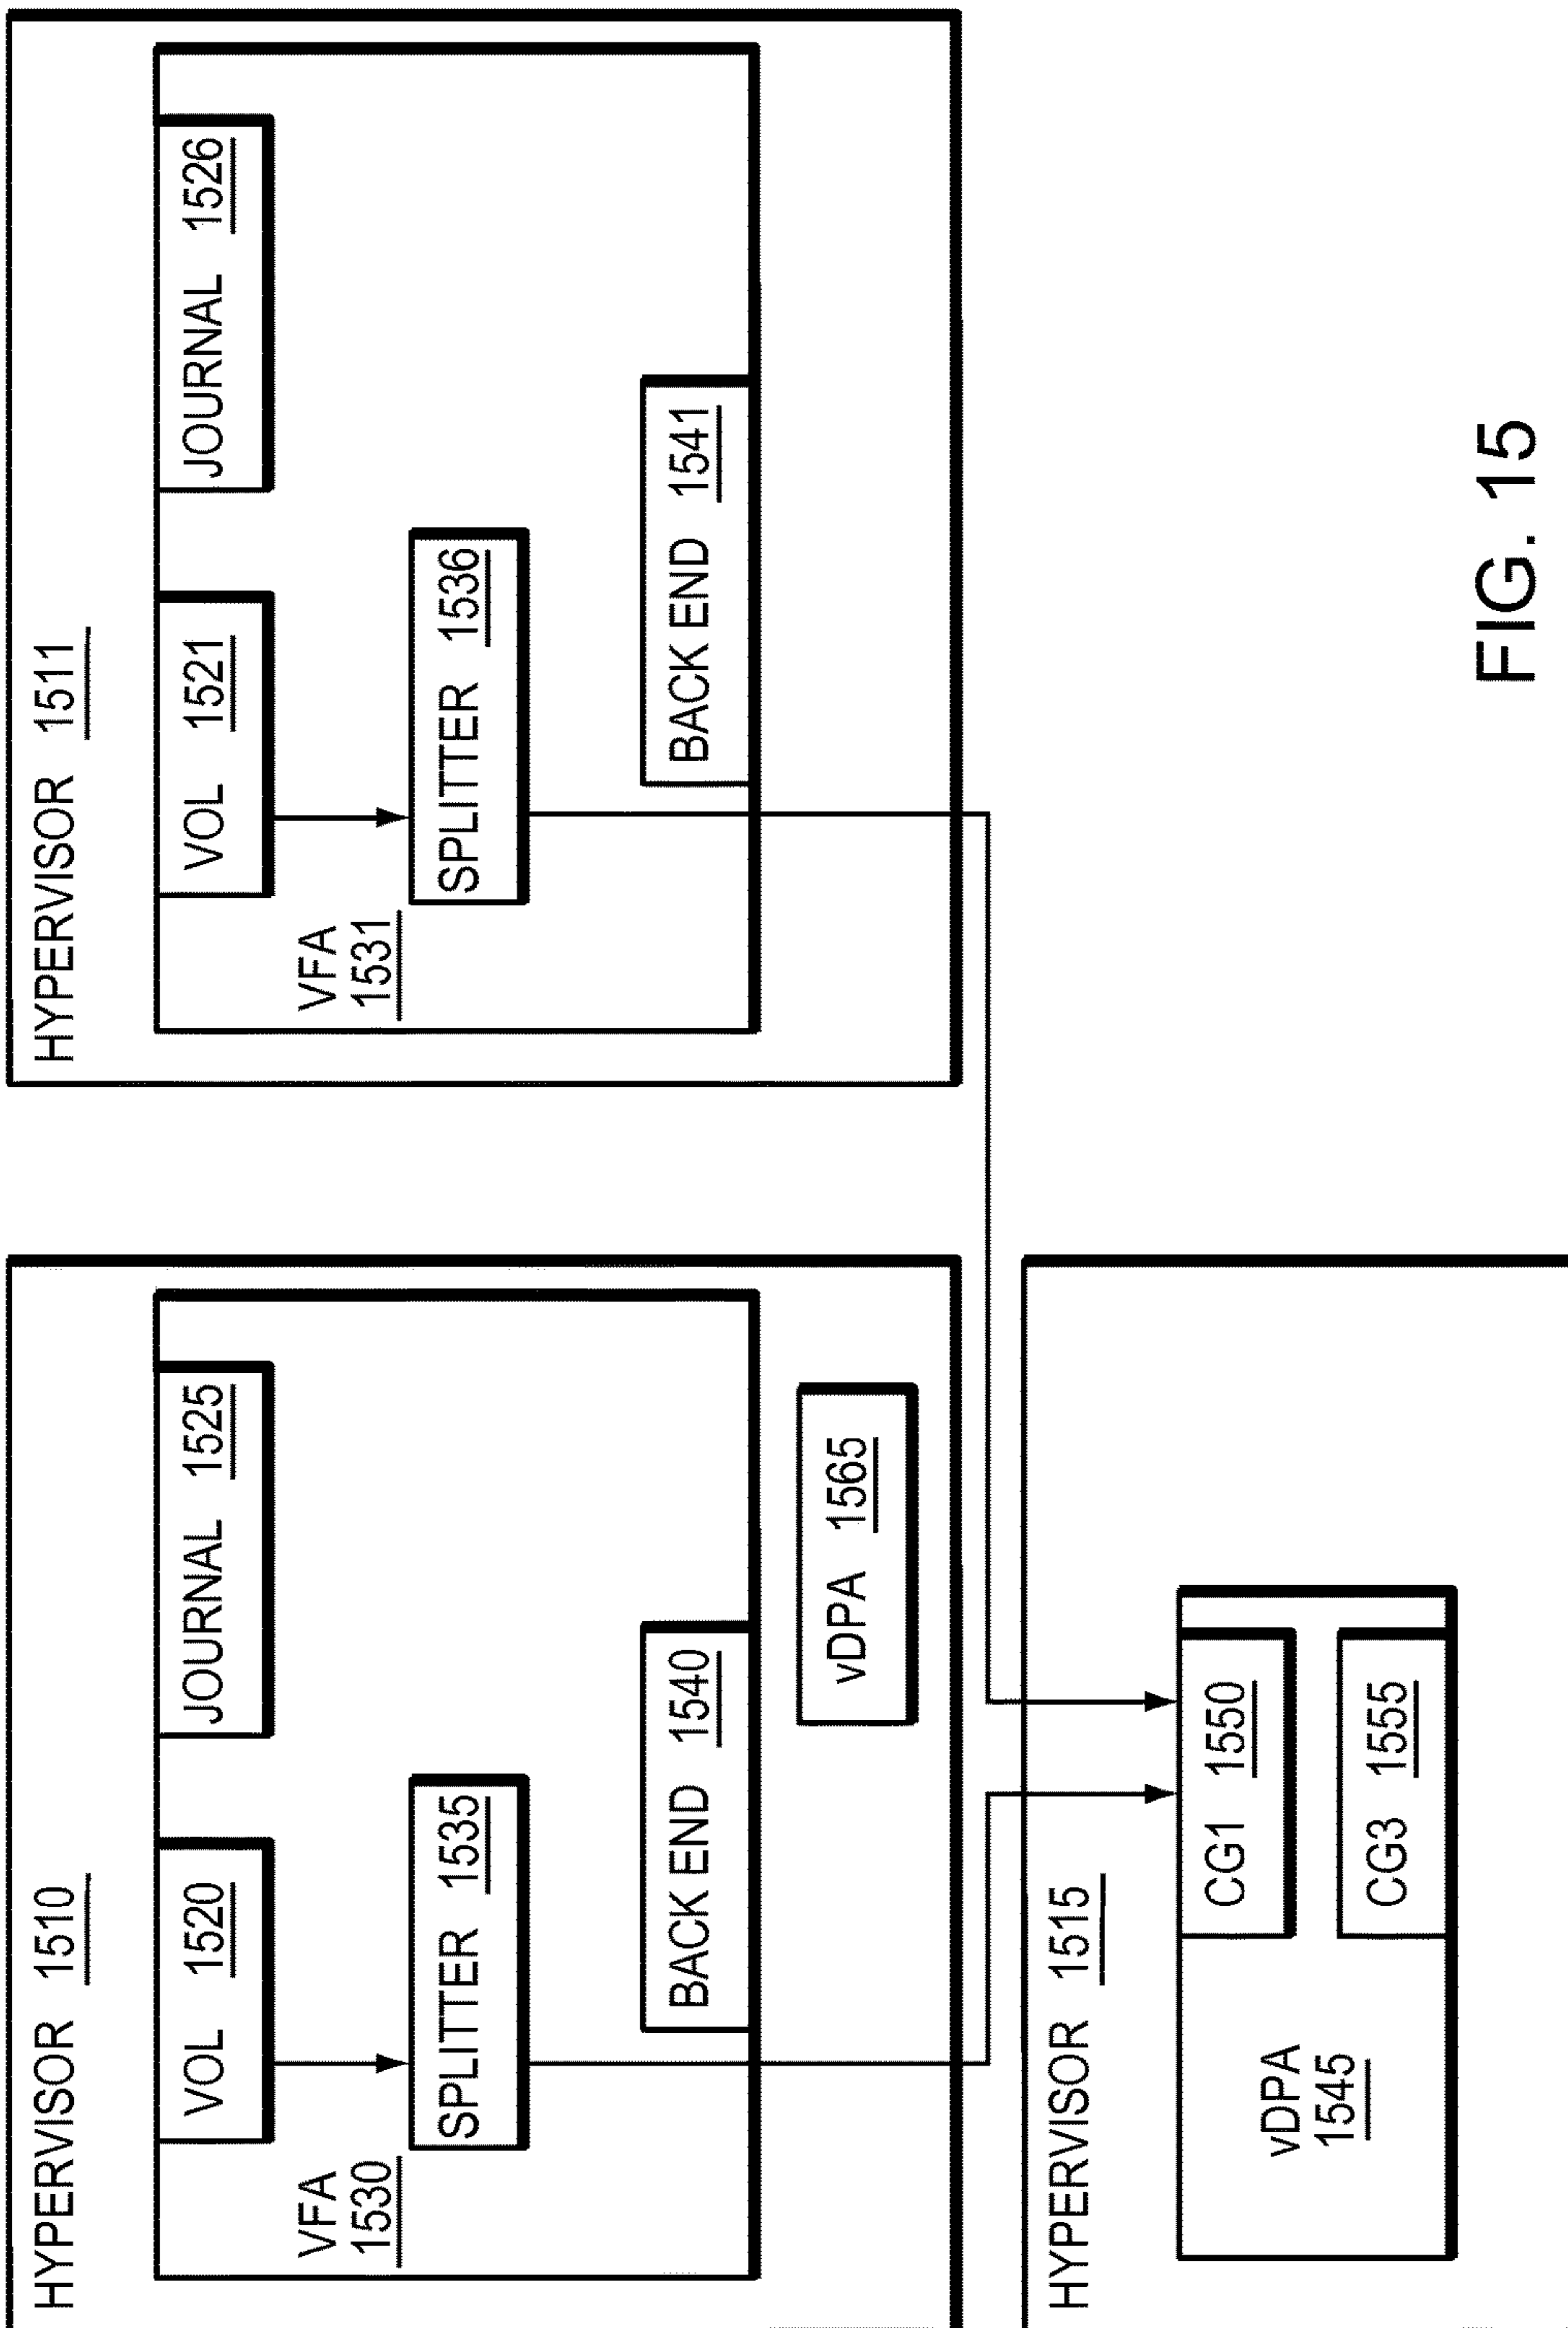 HYPERVISOR 1510
VOL 1520
JOURNAL 1525
VFA
1530
SPLITTER 1535
BACK END 1540
vDPA 1565
HYPERVISOR 1511
VOL 1521
JOURNAL 1526
VFA
1531
SPLITTER 1536
BACK END 1541
HYPERVISOR 1515
vDPA
1545
CG1 1550
CG3 1555
FIG. 15